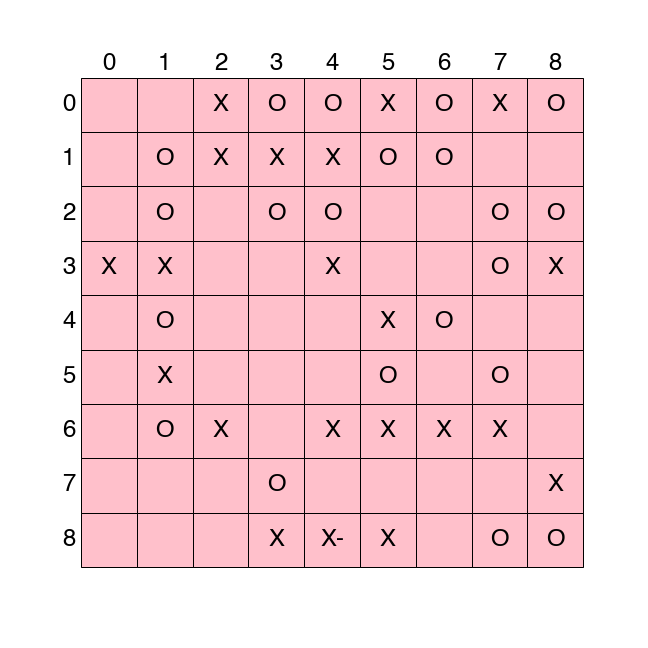 0 1 2 3 4 5 6 7 8
0 X O O X O X O
1 O X X X O O
2 O O O O O
3 X X X O X
4 O X O
5 X O O
6 O X X X X X
7 O X
8 X X- X O O